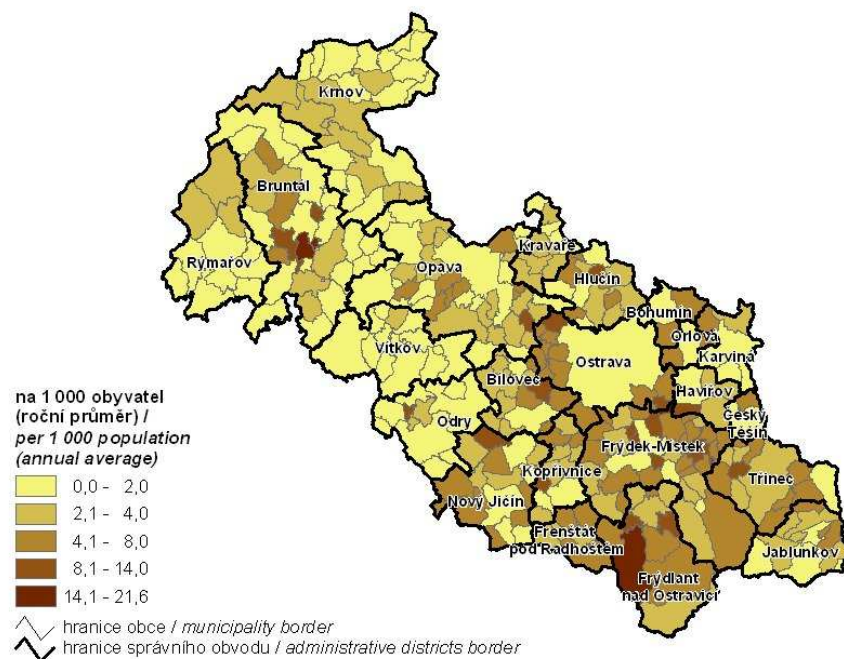 Krnov
Bruntál
Rýmařov
Opava
Kravaře
Hlučín
Bohumín
Orlová
Karviná
Vítkov
Ostrava
Bílovec
Havířov
Český
Těšín
Odry
Frýdek-Místek
Kopřivnice
Třinec
Nový Jičín
Frenštát
pod Radhoštěm
Jablunkov
Frýdlant
nad Ostravicí
na 1 000 obyvatel
(roční průměr) /
per 1 000 population
(annual average)
0,0 - 2,0
2,1 - 4,0
4,1 - 8,0
8,1 - 14,0
14,1 - 21,6
hranice obce / municipality border
hranice správního obvodu / administrative districts border